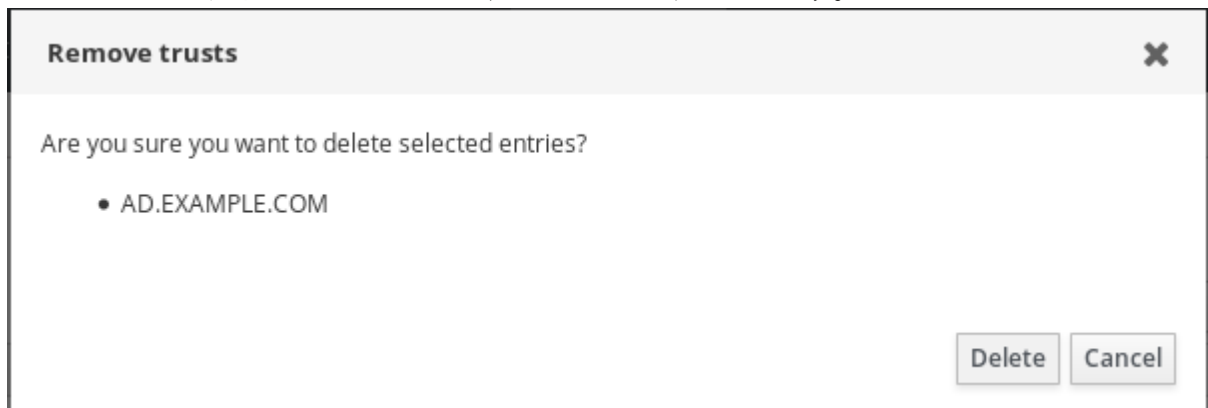 Remove trusts
Are you sure you want to delete selected entries?
• AD.EXAMPLE.COM
Delete Cancel